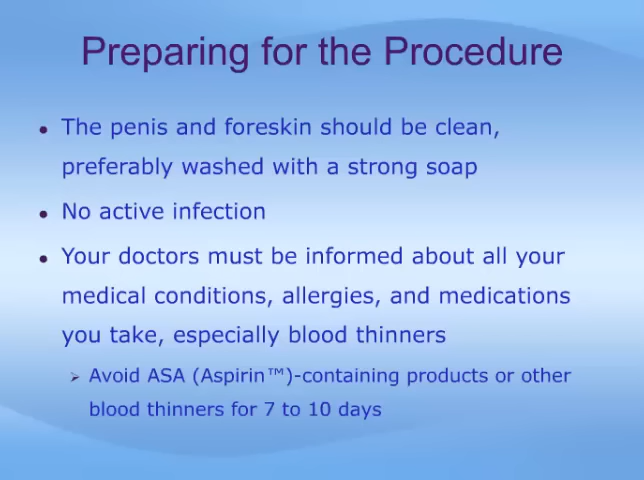 Preparing for the Procedure
• The penis and foreskin should be clean,
preferably washed with a strong soap
• No active infection
• Your doctors must be informed about all your
medical conditions, allergies, and medications
you take, especially blood thinners
➢ Avoid ASA (Aspirin™)-containing products or other
blood thinners for 7 to 10 days